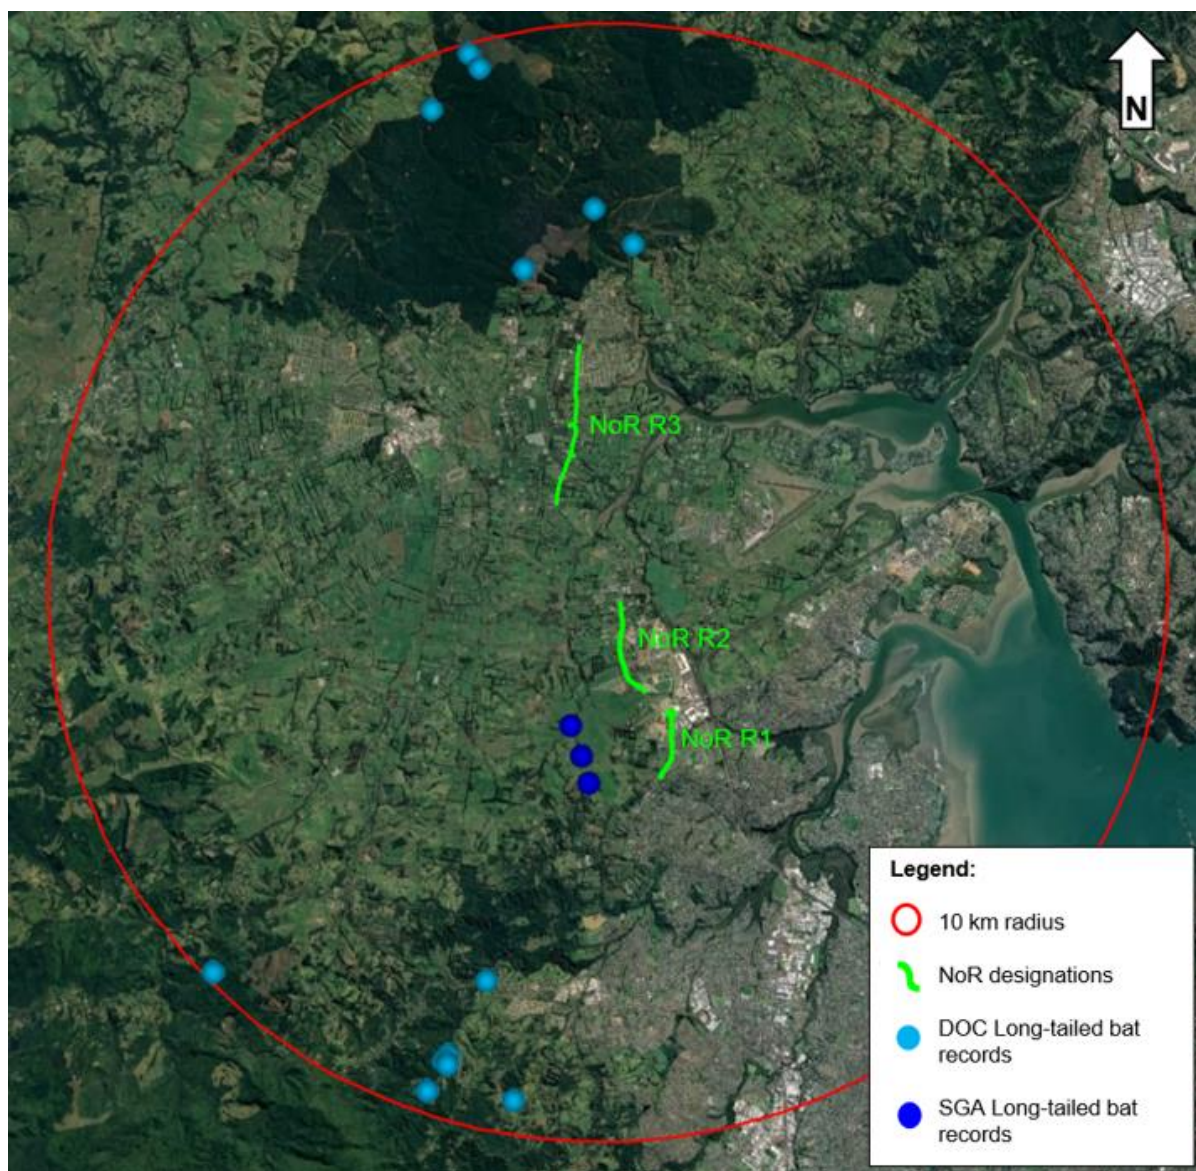 N
NoR R3
NoR R2
NoR R1
Legend:
10 km radius
NoR designations
DOC Long-tailed bat
records
SGA Long-tailed bat
records